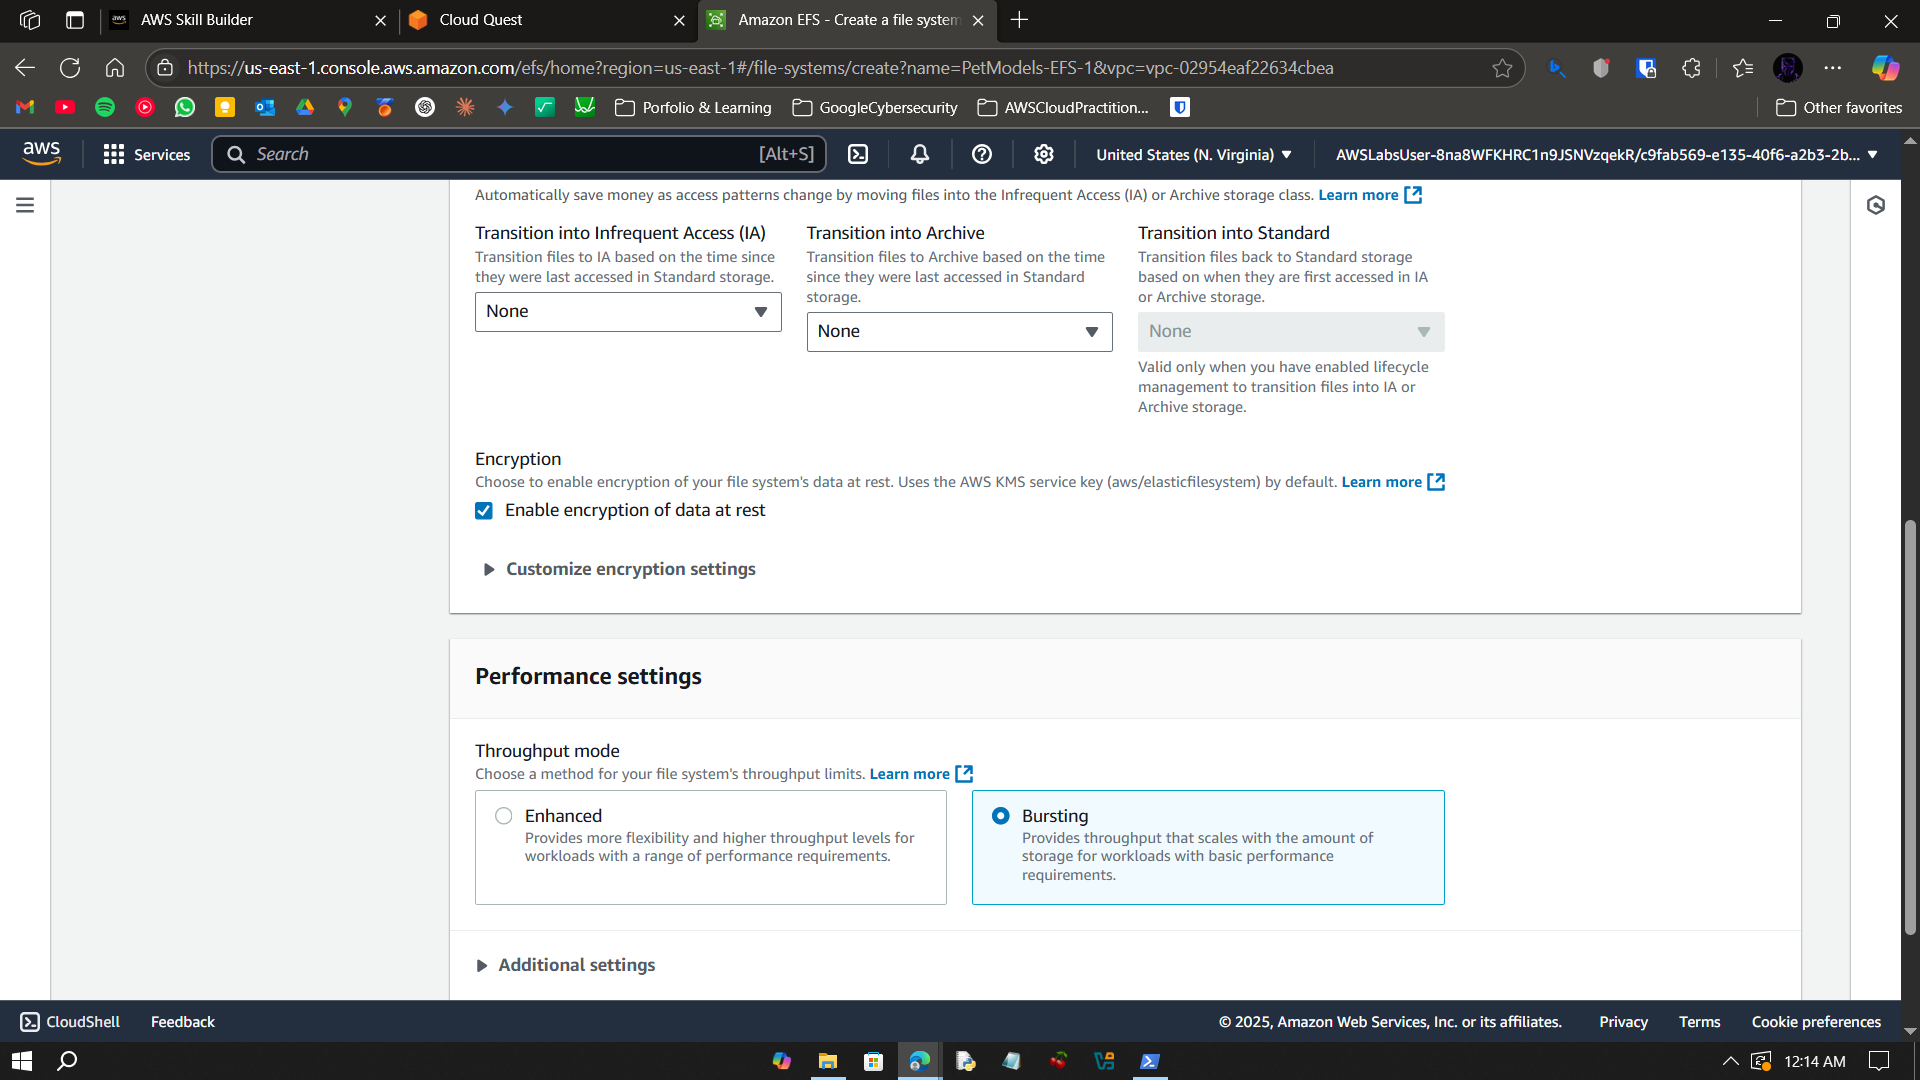 AWS Skill Builder
Cloud Quest
Amazon EFS - Create a file system
https://us-east-1.console.aws.amazon.com/efs/home?region=us-east-1#/file-systems/create?name=PetModels-EFS-1&vpc=vpc-02954eaf22634cbea
Porfolio & Learning
GoogleCybersecurity
AWSCloudPractition...
Other favorites
aws
Services
Search
[Alt+S]
United States (N. Virginia)
AWSLabsUser-8na8WFKHRC1n9JSNVzqekR/c9fab569-e135-40f6-a2b3-2b...
Automatically save money as access patterns change by moving files into the Infrequent Access (IA) or Archive storage class. Learn more
Transition into Infrequent Access (IA)
Transition files to IA based on the time since
they were last accessed in Standard storage.
None
Transition into Archive
Transition files to Archive based on the time
since they were last accessed in Standard
storage.
None
Transition into Standard
Transition files back to Standard storage
based on when they are first accessed in IA
or Archive storage.
None
Valid only when you have enabled lifecycle
management to transition files into IA or
Archive storage.
Encryption
Choose to enable encryption of your file system's data at rest. Uses the AWS KMS service key (aws/elasticfilesystem) by default. Learn more
Enable encryption of data at rest
Customize encryption settings
Performance settings
Throughput mode
Choose a method for your file system's throughput limits. Learn more
Enhanced
Provides more flexibility and higher throughput levels for
workloads with a range of performance requirements.
Bursting
Provides throughput that scales with the amount of
storage for workloads with basic performance
requirements.
Additional settings
CloudShell
Feedback
© 2025, Amazon Web Services, Inc. or its affiliates.
Privacy
Terms
Cookie preferences
12:14 AM